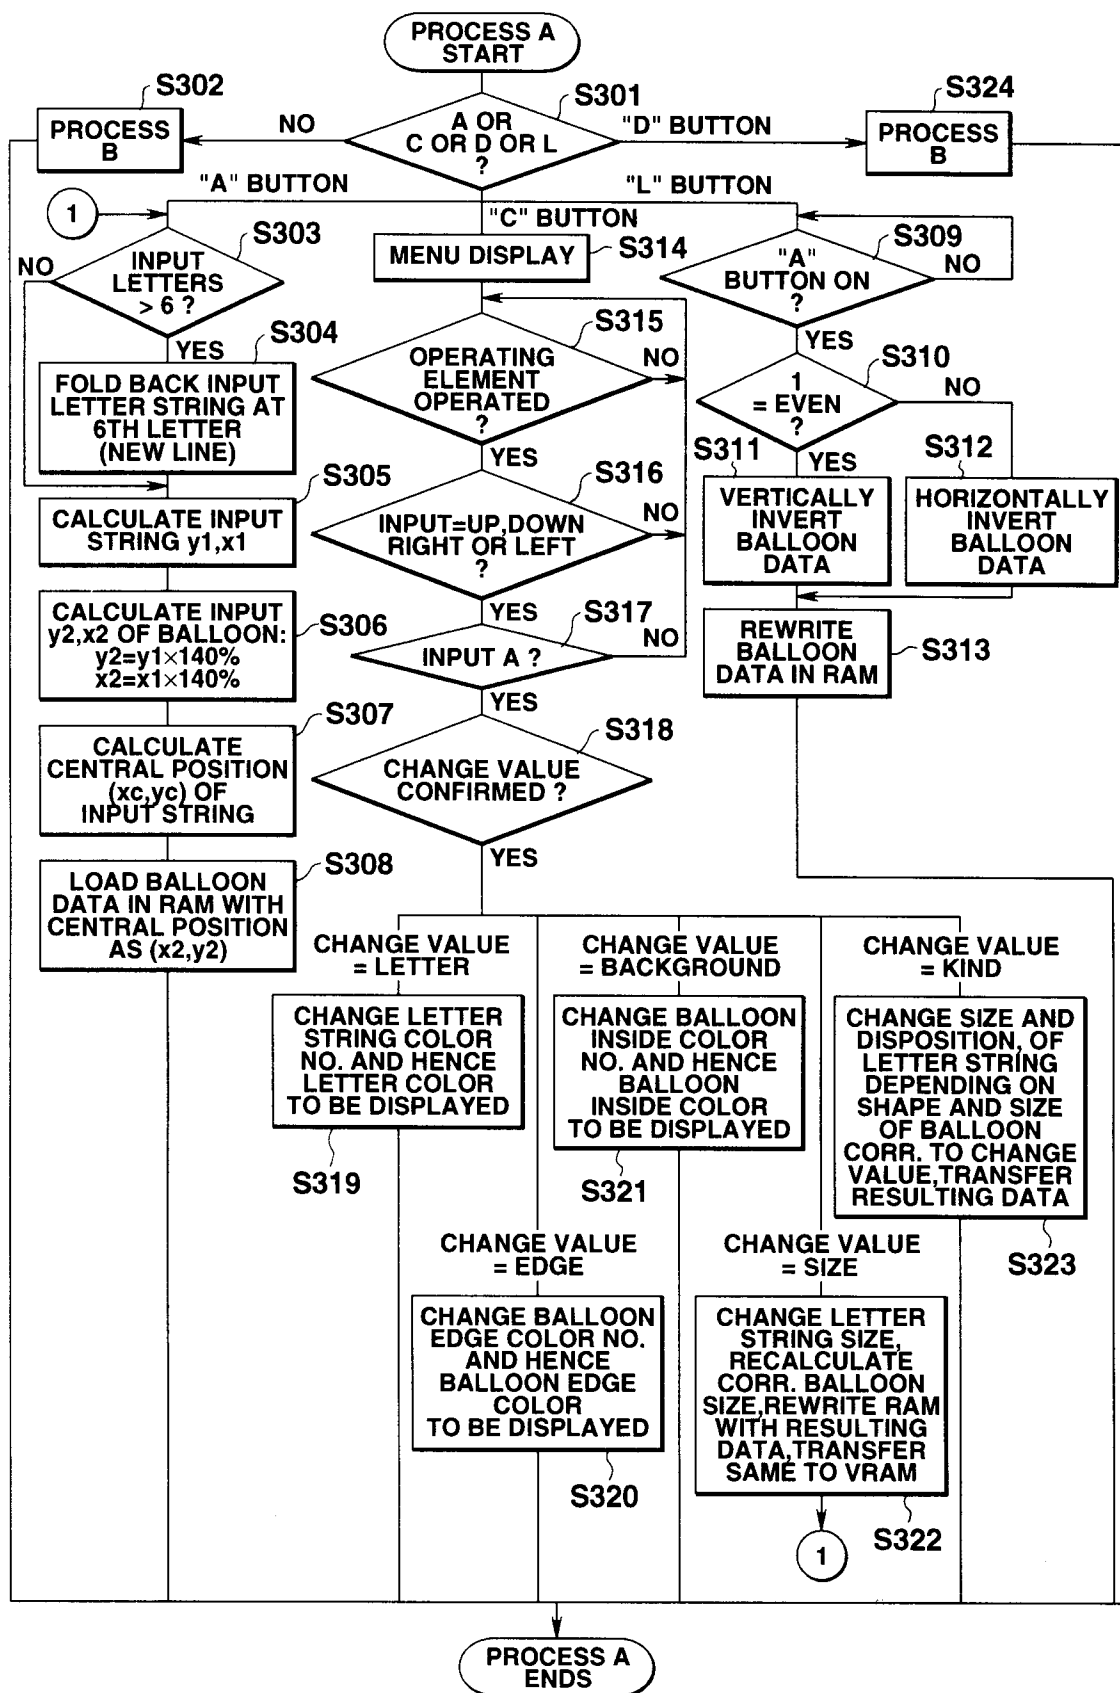 PROCESS A
START
S302
PROCESS
B
NO
S301
A OR
C OR D OR L
?
"D" BUTTON
S324
PROCESS
B
"A" BUTTON
"C" BUTTON
"L" BUTTON
1
S303
INPUT
LETTERS
> 6 ?
NO
YES
S304
FOLD BACK INPUT
LETTER STRING AT
6TH LETTER
(NEW LINE)
S305
CALCULATE INPUT
STRING y1,x1
CALCULATE INPUT
y2,x2 OF BALLOON:
y2=y1×140%
x2=x1×140%
S306
S307
CALCULATE
CENTRAL POSITION
(xc,yc) OF
INPUT STRING
S308
LOAD BALLOON
DATA IN RAM WITH
CENTRAL POSITION
AS (x2,y2)
MENU DISPLAY
S314
S315
OPERATING
ELEMENT
OPERATED
?
NO
YES
S316
INPUT=UP,DOWN
RIGHT OR LEFT
?
NO
YES
S317
INPUT A ?
NO
YES
S318
CHANGE VALUE
CONFIRMED ?
YES
S309
"A"
BUTTON ON
?
NO
YES
S310
1
= EVEN
?
NO
YES
S311
VERTICALLY
INVERT
BALLOON
DATA
S312
HORIZONTALLY
INVERT
BALLOON
DATA
REWRITE
BALLOON
DATA IN RAM
S313
CHANGE VALUE
= LETTER
CHANGE LETTER
STRING COLOR
NO. AND HENCE
LETTER COLOR
TO BE DISPLAYED
S319
CHANGE VALUE
= BACKGROUND
CHANGE BALLOON
INSIDE COLOR
NO. AND HENCE
BALLOON
INSIDE COLOR
TO BE DISPLAYED
S321
CHANGE VALUE
= KIND
CHANGE SIZE AND
DISPOSITION, OF
LETTER STRING
DEPENDING ON
SHAPE AND SIZE
OF BALLOON
CORR. TO CHANGE
VALUE,TRANSFER
RESULTING DATA
S323
CHANGE VALUE
= EDGE
CHANGE BALLOON
EDGE COLOR NO.
AND HENCE
BALLOON EDGE
COLOR
TO BE DISPLAYED
S320
CHANGE VALUE
= SIZE
CHANGE LETTER
STRING SIZE,
RECALCULATE
CORR. BALLOON
SIZE,REWRITE RAM
WITH RESULTING
DATA,TRANSFER
SAME TO VRAM
S322
1
PROCESS A
ENDS